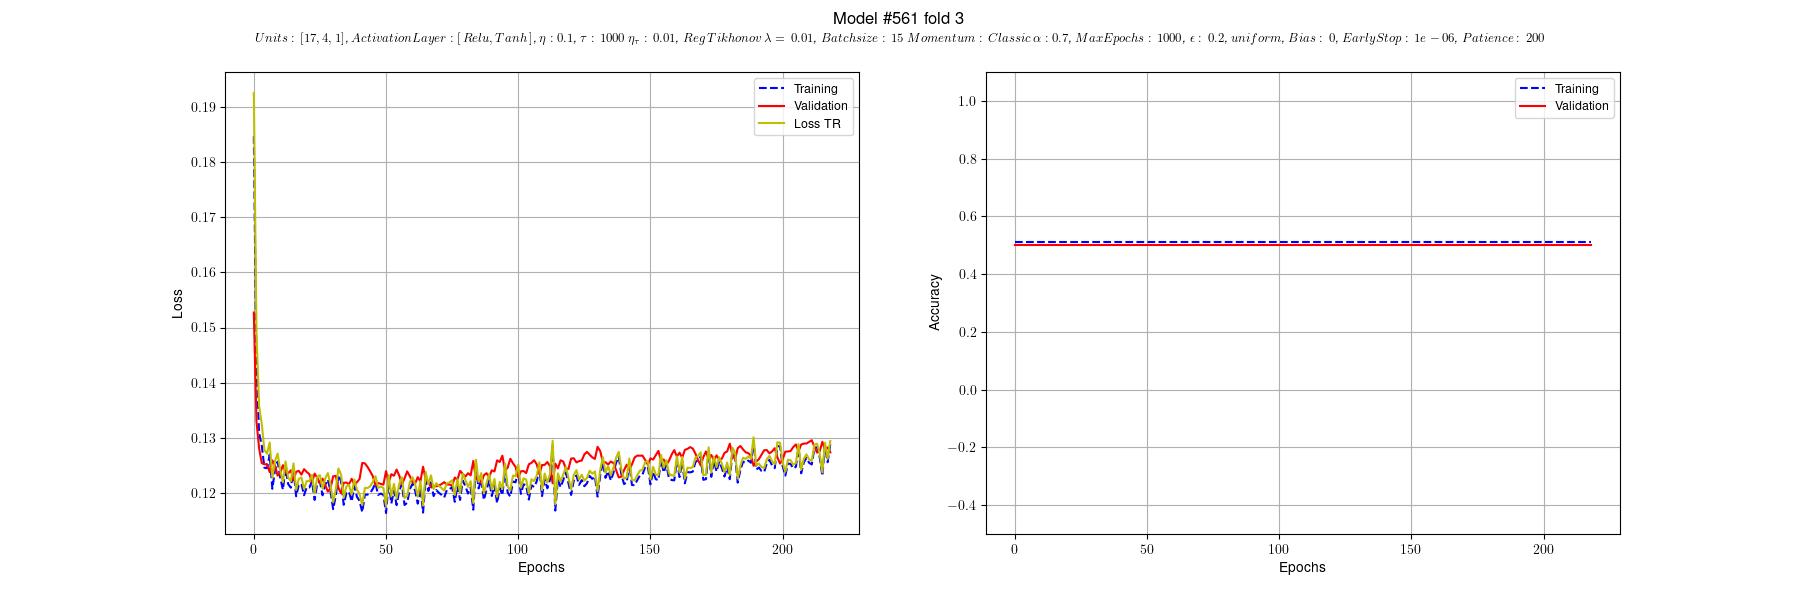 Model #561 fold 3
Units : [17, 4, 1], ActivationLayer : [Relu, Tanh], η : 0.1, τ : 1000 η_τ : 0.01, RegTikhonov λ = 0.01, Batchsize : 15 Momentum : Classic α : 0.7, MaxEpochs : 1000, ϵ : 0.2, uniform, Bias : 0, EarlyStop : 1e − 06, Patience : 200
Training
Validation
Loss TR
0.19
0.18
0.17
0.16
0.15
0.14
0.13
0.12
Loss
0 50 100 150 200
Epochs
Training
Validation
1.0
0.8
0.6
0.4
0.2
0.0
−0.2
−0.4
Accuracy
0 50 100 150 200
Epochs